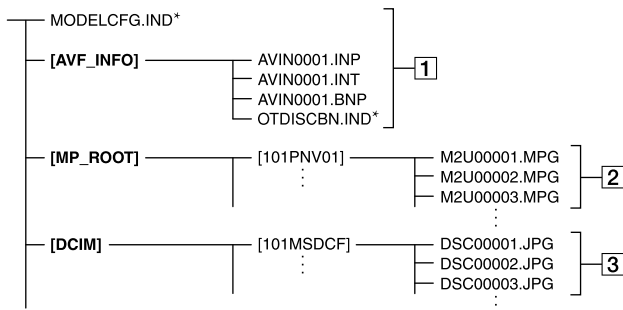 MODELCFG.IND*
[AVF_INFO] AVIN0001.INP
AVIN0001.INT
AVIN0001.BNP
OTDISCBN.IND*
1
[MP_ROOT] [101PNV01] M2U00001.MPG
M2U00002.MPG
M2U00003.MPG
2
[DCIM] [101MSDCF] DSC00001.JPG
DSC00002.JPG
DSC00003.JPG
3